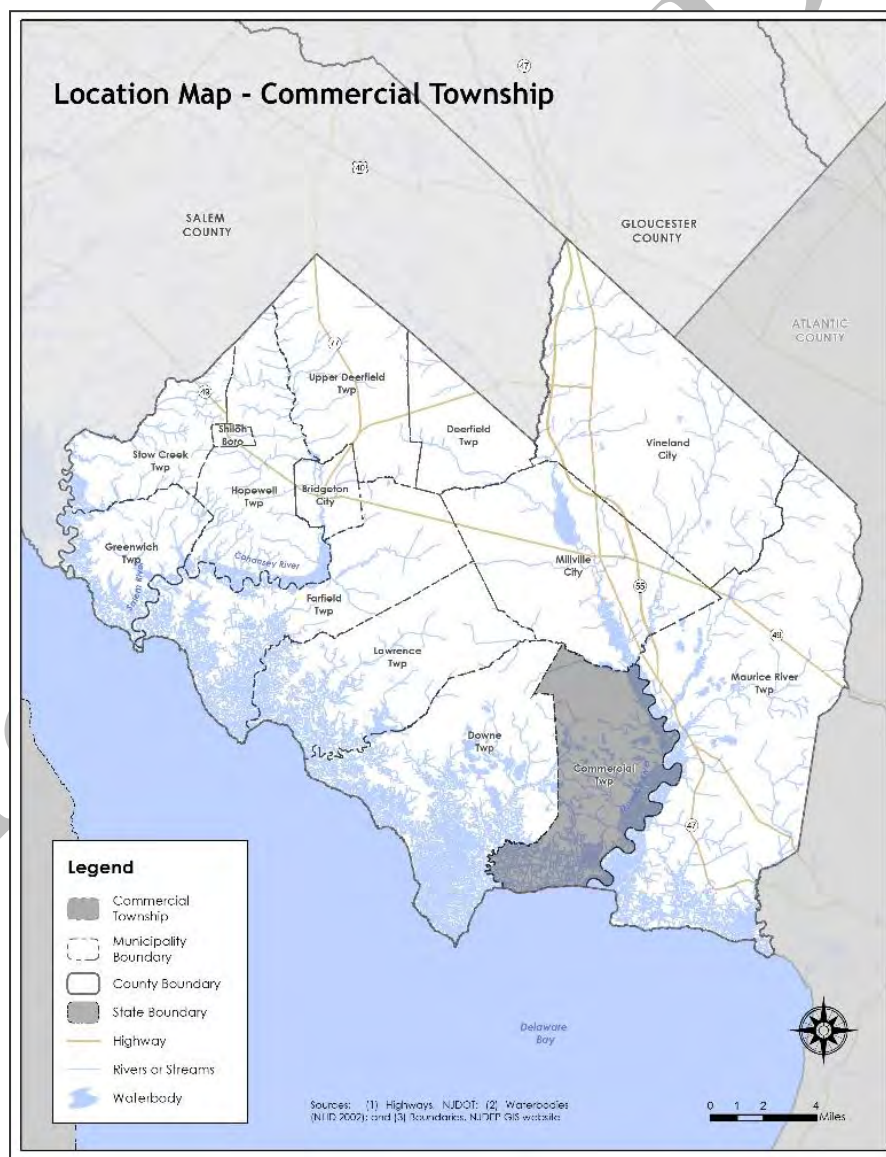 47
Location Map - Commercial Township
40
SALEM
COUNTY
GLOUCESTER
COUNTY
ATLANTIC
COUNTY
77
Upper Deerfield
Twp
49
Shiloh
Boro
Deerfield
Twp
Vineland
City
Stow Creek
Twp
Hopewell
Twp
Bridgeton
City
Greenwich
Twp
Cohansey River
Millville
City
55
Farfield
Twp
49
Lawrence
Twp
Maurice River
Twp
Downe
Twp
Commercial
Twp
47
Legend
Commercial
Township
Municipality
Boundary
County Boundary
State Boundary
Highway
Rivers or Streams
Waterbody
Delaware
Bay
Sources: (1) Highways, NJDOT; (2) Waterbodies
(NHD 2002); and (3) Boundaries, NJDEP GIS website
0 1 2 4
Miles